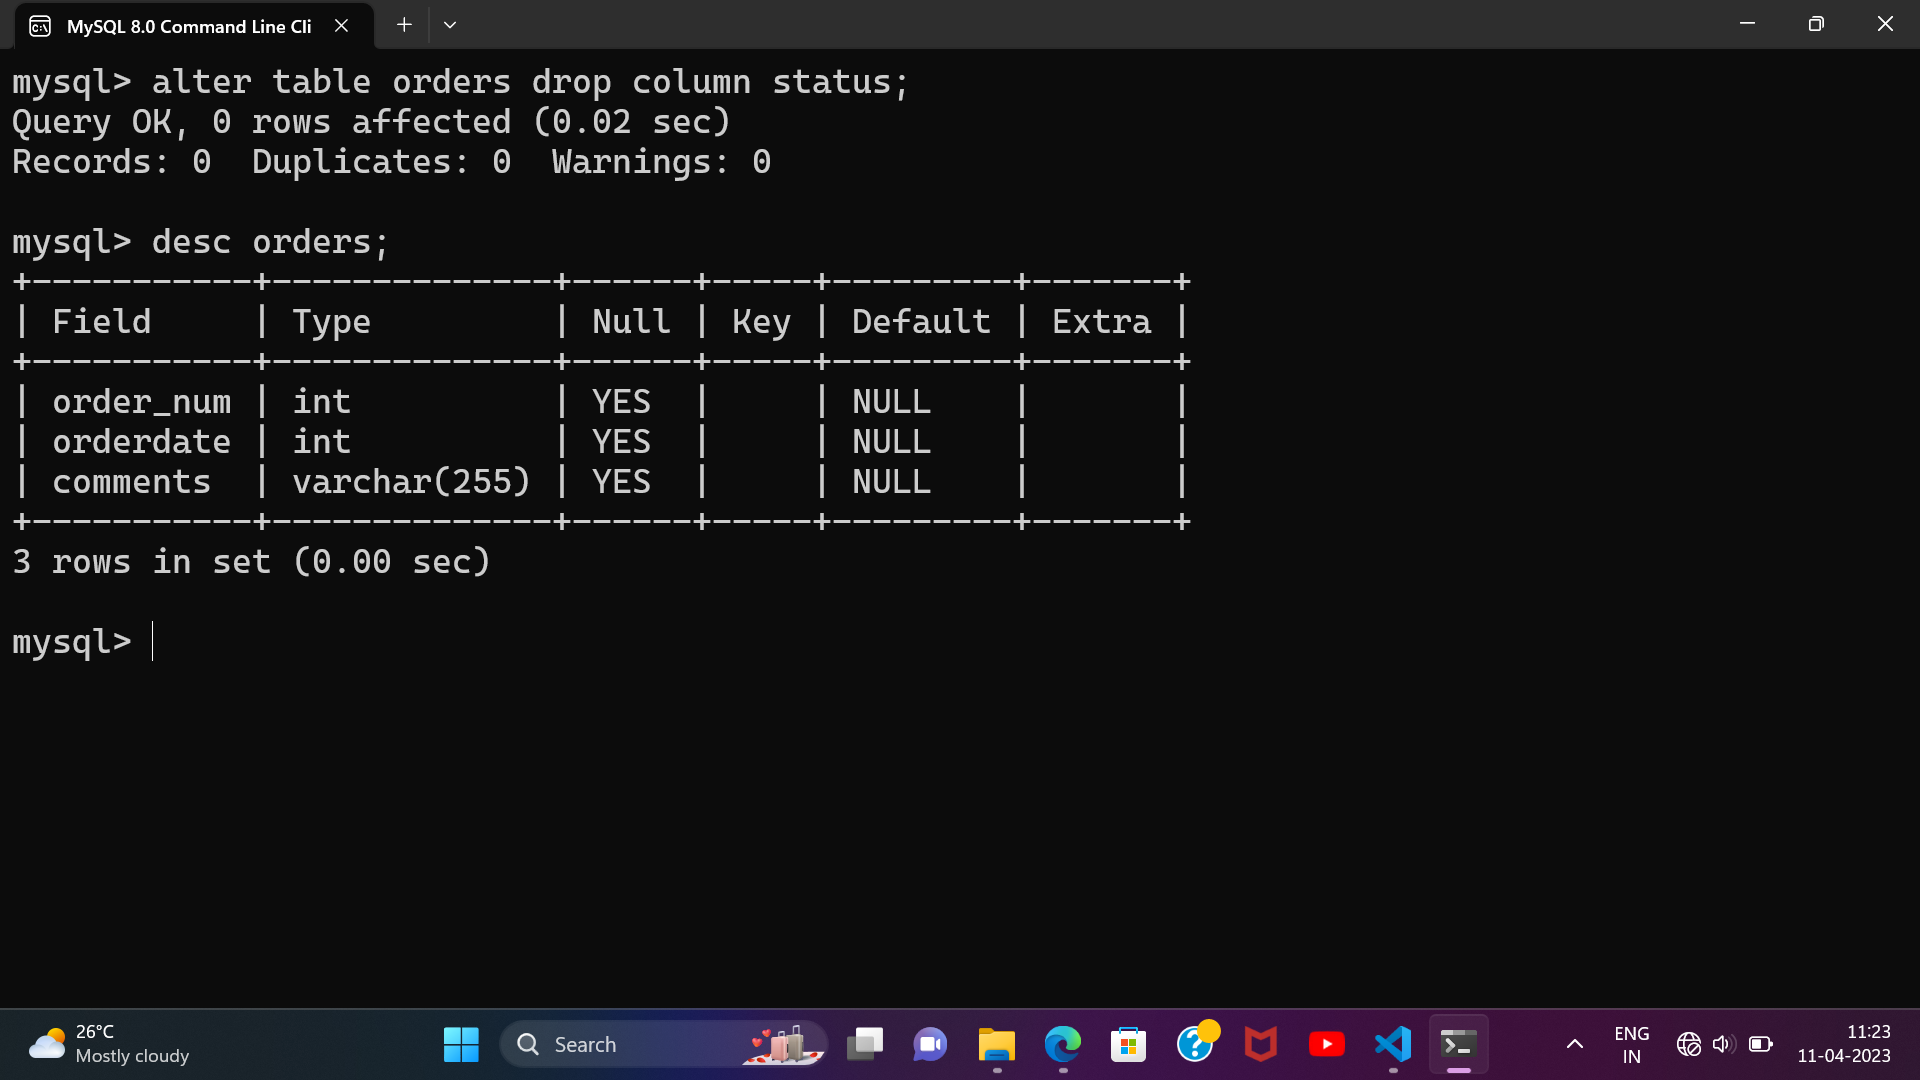 MySQL 8.0 Command Line Cli
mysql> alter table orders drop column status;
Query OK, 0 rows affected (0.02 sec)
Records: 0  Duplicates: 0  Warnings: 0
mysql> desc orders;
+-----------+--------------+------+-----+---------+-------+
| Field     | Type         | Null | Key | Default | Extra |
+-----------+--------------+------+-----+---------+-------+
| order_num | int          | YES  |     | NULL    |       |
| orderdate | int          | YES  |     | NULL    |       |
| comments  | varchar(255) | YES  |     | NULL    |       |
+-----------+--------------+------+-----+---------+-------+
3 rows in set (0.00 sec)
mysql>
26°C
Mostly cloudy
Search
ENG
IN
11:23
11-04-2023